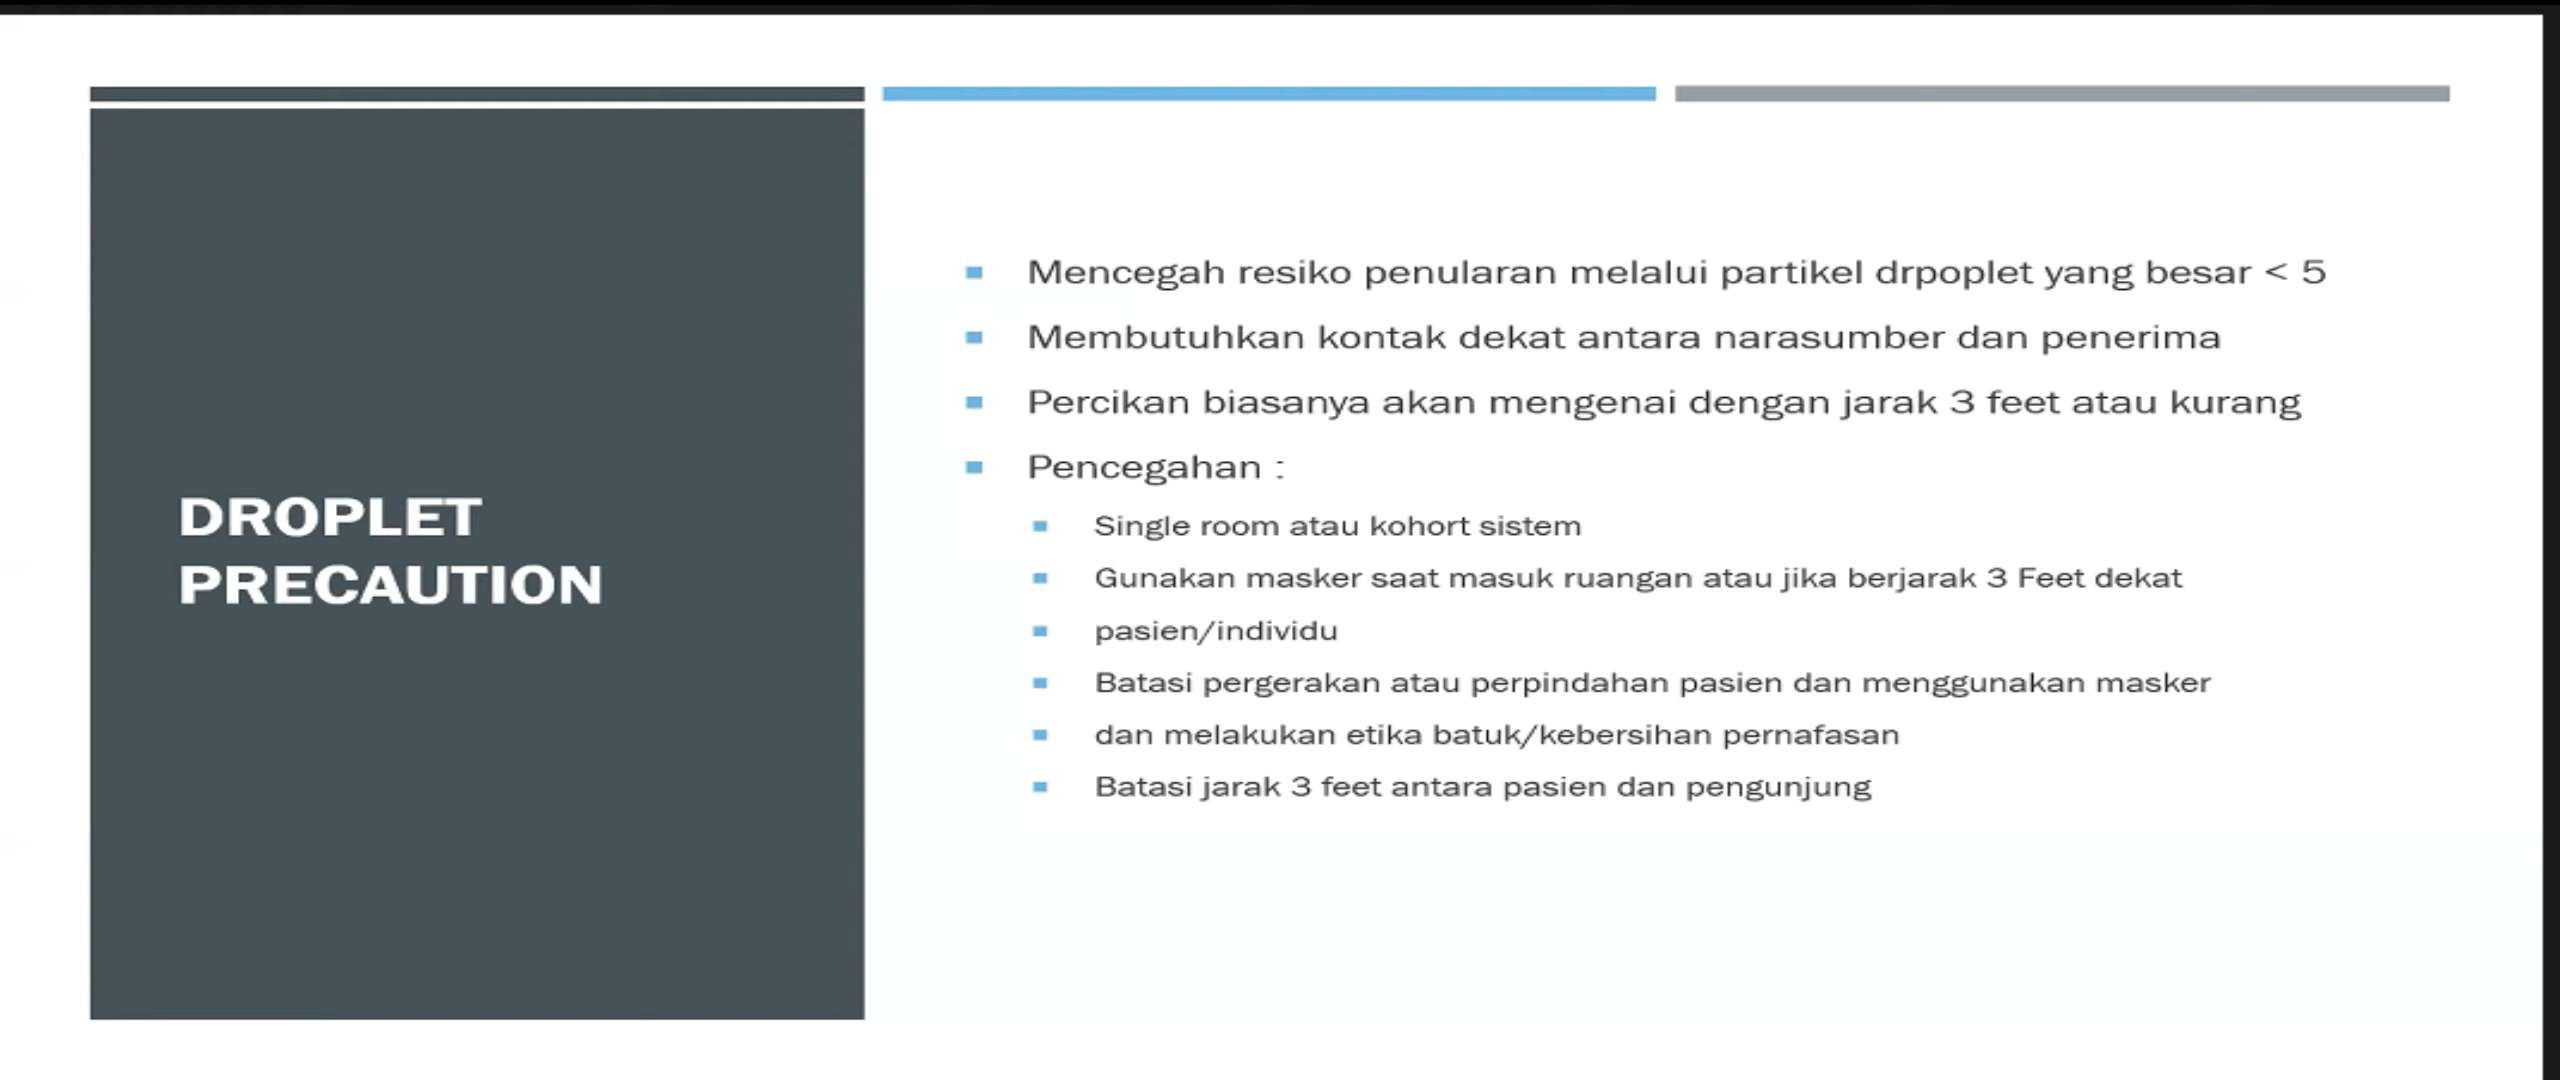 DROPLET
PRECAUTION
Mencegah resiko penularan melalui partikel drpoplet yang besar < 5
Membutuhkan kontak dekat antara narasumber dan penerima
Percikan biasanya akan mengenai dengan jarak 3 feet atau kurang
Pencegahan :
Single room atau kohort sistem
Gunakan masker saat masuk ruangan atau jika berjarak 3 Feet dekat
pasien/individu
Batasi pergerakan atau perpindahan pasien dan menggunakan masker
dan melakukan etika batuk/kebersihan pernafasan
Batasi jarak 3 feet antara pasien dan pengunjung